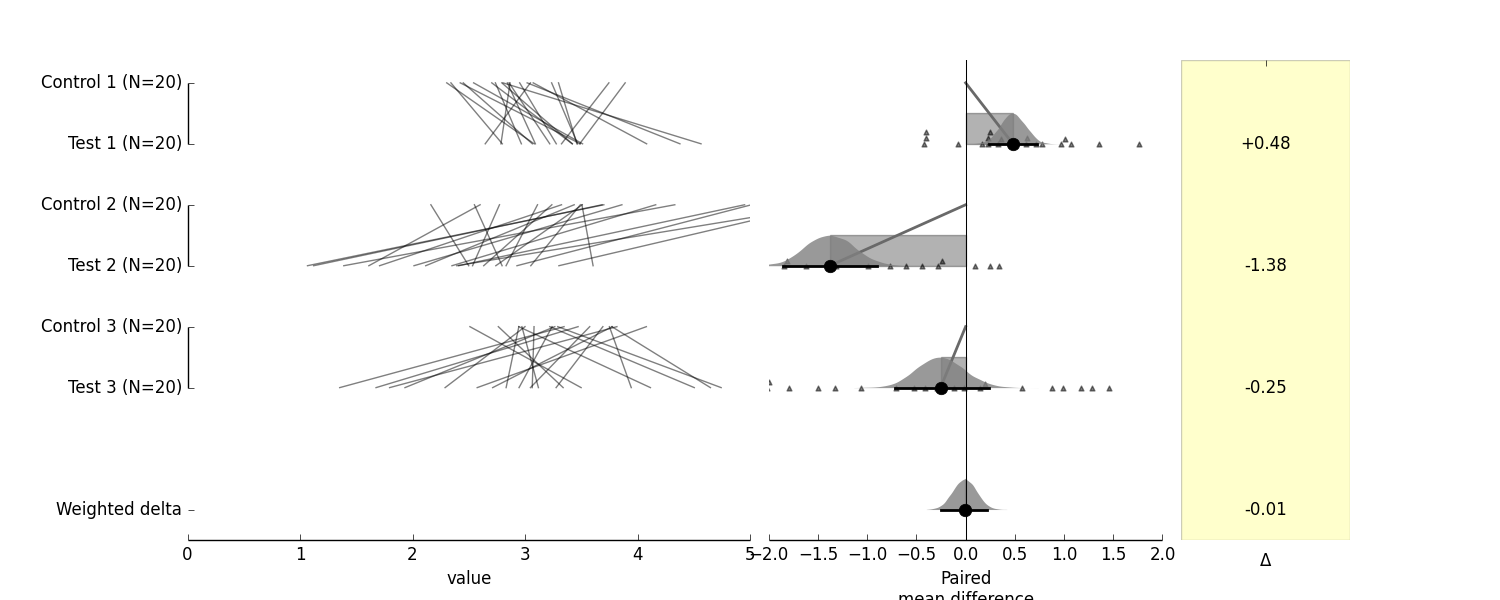 Control 1 (N=20)
Test 1 (N=20)
+0.48
Control 2 (N=20)
Test 2 (N=20)
-1.38
Control 3 (N=20)
Test 3 (N=20)
-0.25
Weighted delta
-0.01
0 1 2 3 4 5
−2.0 −1.5 −1.0 −0.5 0.0 0.5 1.0 1.5 2.0
value
Paired
mean difference
Δ